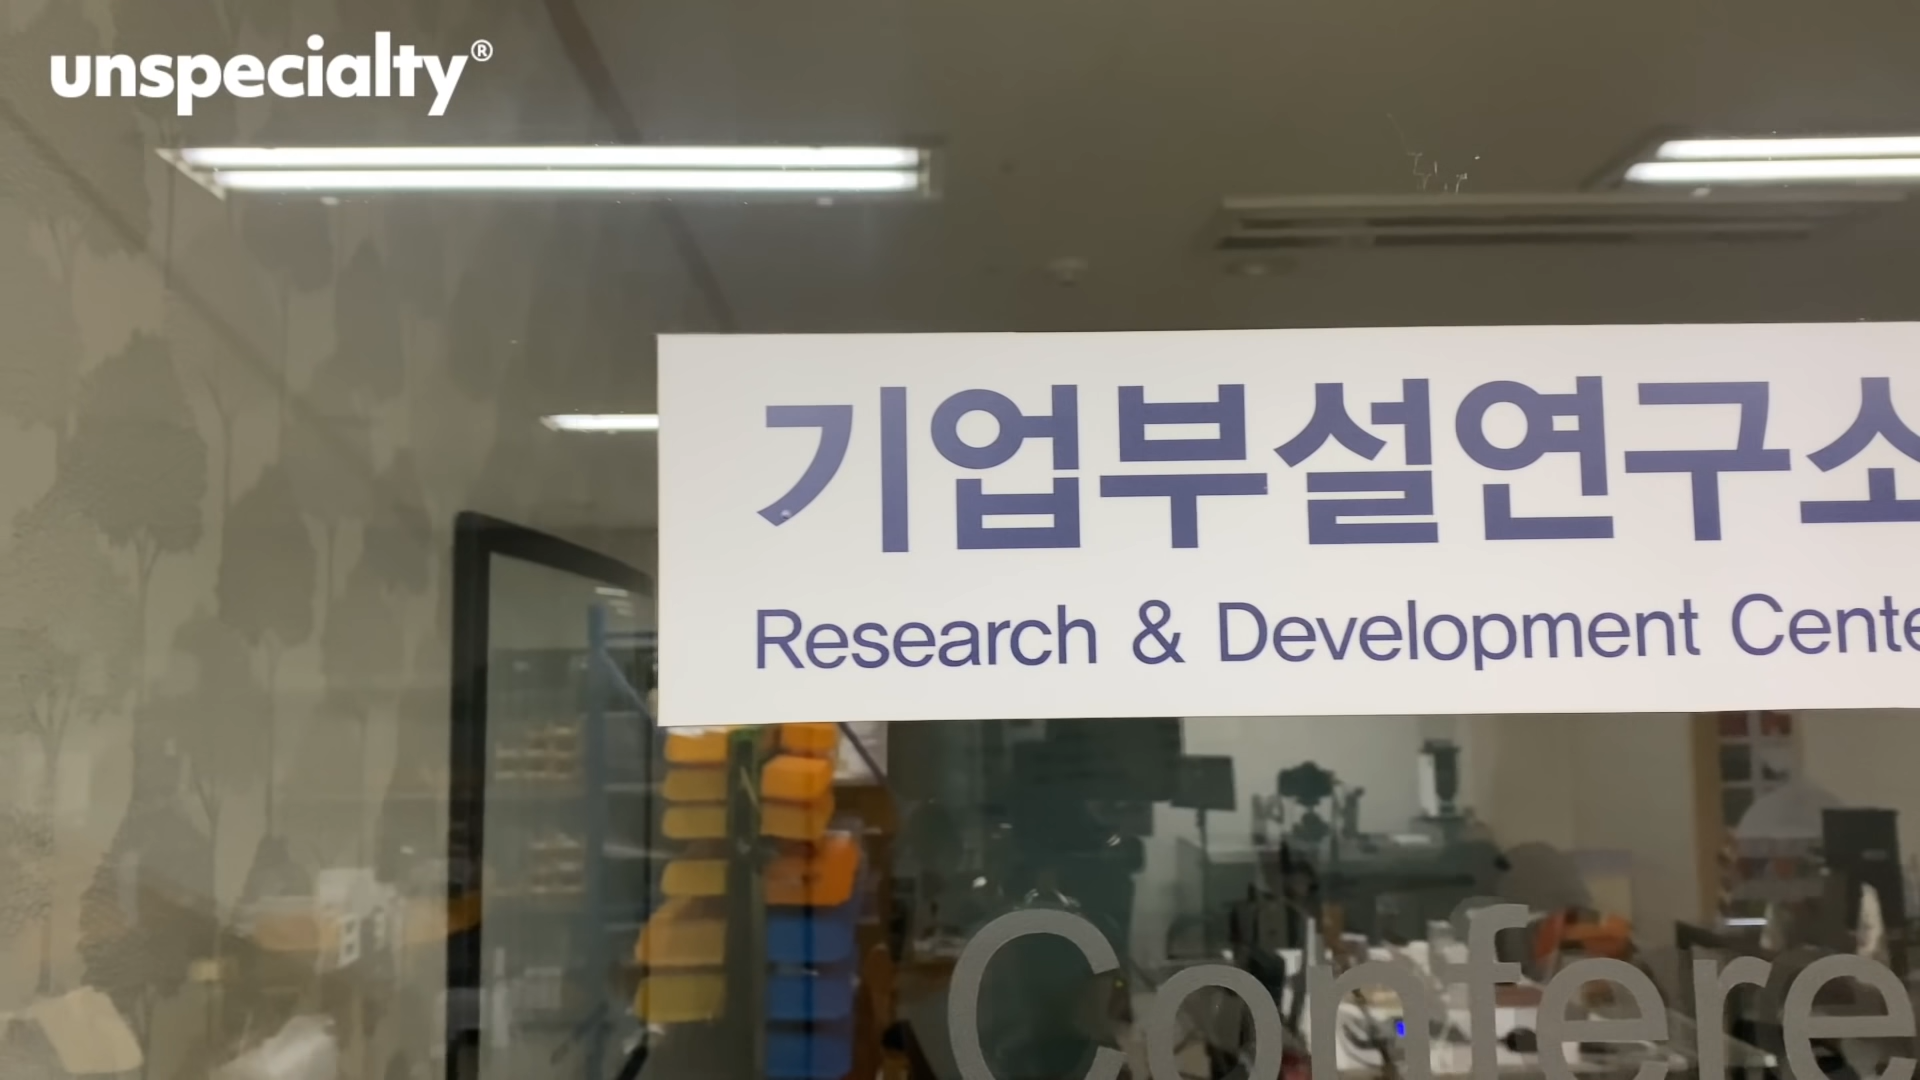 unspecialty®
기업부설연구소
Research & Development Cente
Confere